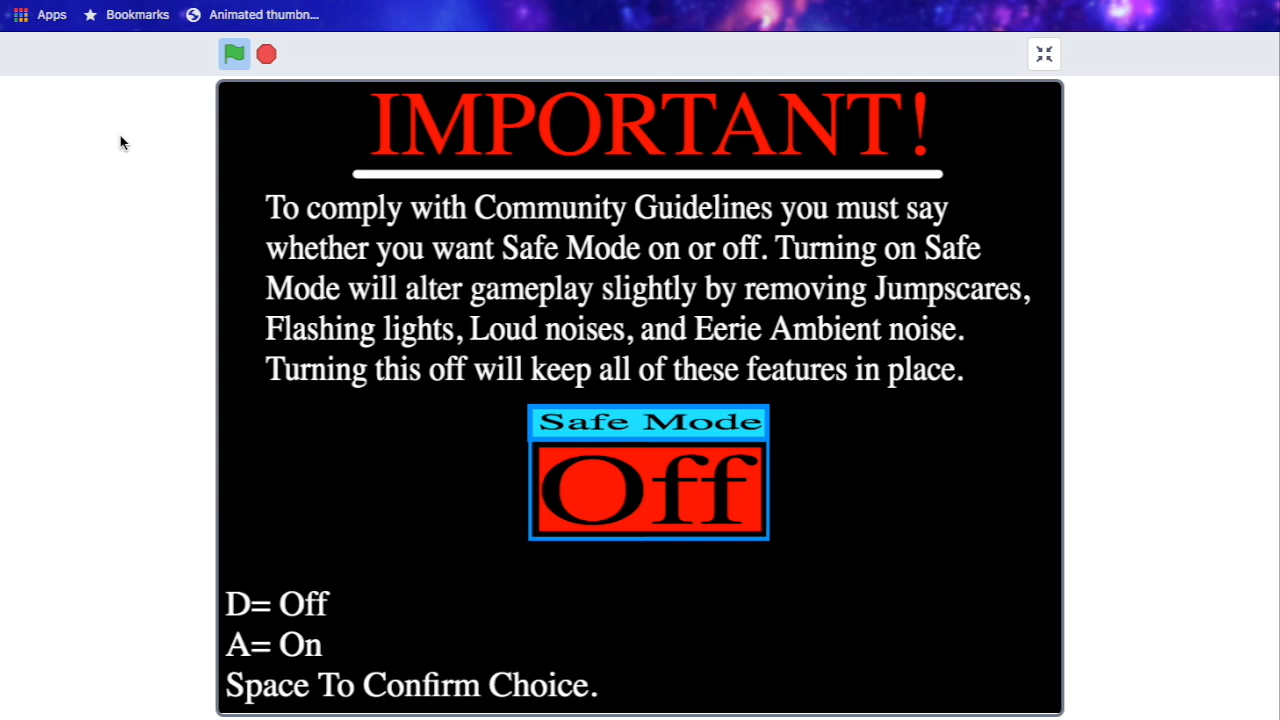 Apps Bookmarks Animated thumbn...
IMPORTANT!
To comply with Community Guidelines you must say
whether you want Safe Mode on or off. Turning on Safe
Mode will alter gameplay slightly by removing Jumpscares,
Flashing lights, Loud noises, and Eerie Ambient noise.
Turning this off will keep all of these features in place.
Safe Mode
Off
D= Off
A= On
Space To Confirm Choice.